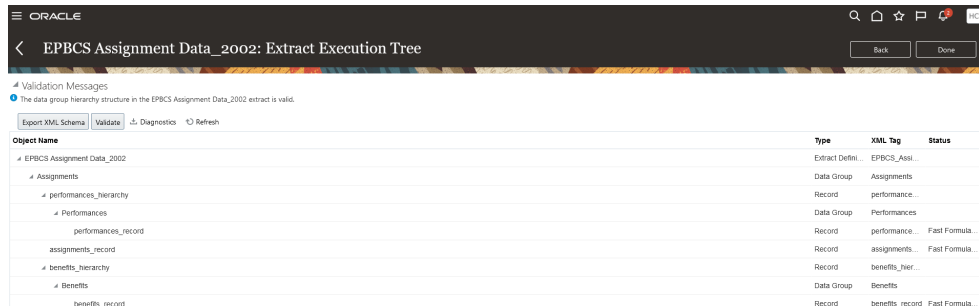 ORACLE
2
HC
EPBCS Assignment Data_2002: Extract Execution Tree
Back
Done
Validation Messages
The data group hierarchy structure in the EPBCS Assignment Data_2002 extract is valid.
Export XML Schema Validate Diagnostics Refresh
Object Name Type XML Tag Status
EPBCS Assignment Data_2002 Extract Defini... EPBCS_Assi...
Assignments Data Group Assignments
performances_hierarchy Record performance...
Performances Data Group Performances
performances_record Record performance... Fast Formula...
assignments_record Record assignments... Fast Formula...
benefits_hierarchy Record benefits_hier...
Benefits Data Group Benefits
benefits_record Record benefits_record Fast Formula...